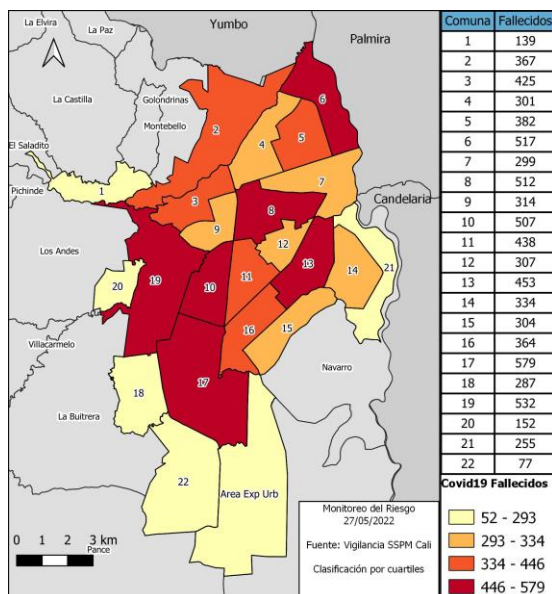 Yumbo
Palmira
La Elvira
La Paz
La Castilla
Golondrinas
Montebello
El Saladito
Pichinde
Los Andes
Villacarmelo
La Buitrera
Pance
Candelaria
Navarro
Area Exp Urb
1
2
3
4
5
6
7
8
9
10
11
12
13
14
15
16
17
18
19
20
21
22
0 1 2 3 km
Monitoreo del Riesgo
27/05/2022
Fuente: Vigilancia SSPM Cali
Clasificación por cuartiles
Comuna Fallecidos
1 139
2 367
3 425
4 301
5 382
6 517
7 299
8 512
9 314
10 507
11 438
12 307
13 453
14 334
15 304
16 364
17 579
18 287
19 532
20 152
21 255
22 77
Covid19 Fallecidos
52 - 293
293 - 334
334 - 446
446 - 579